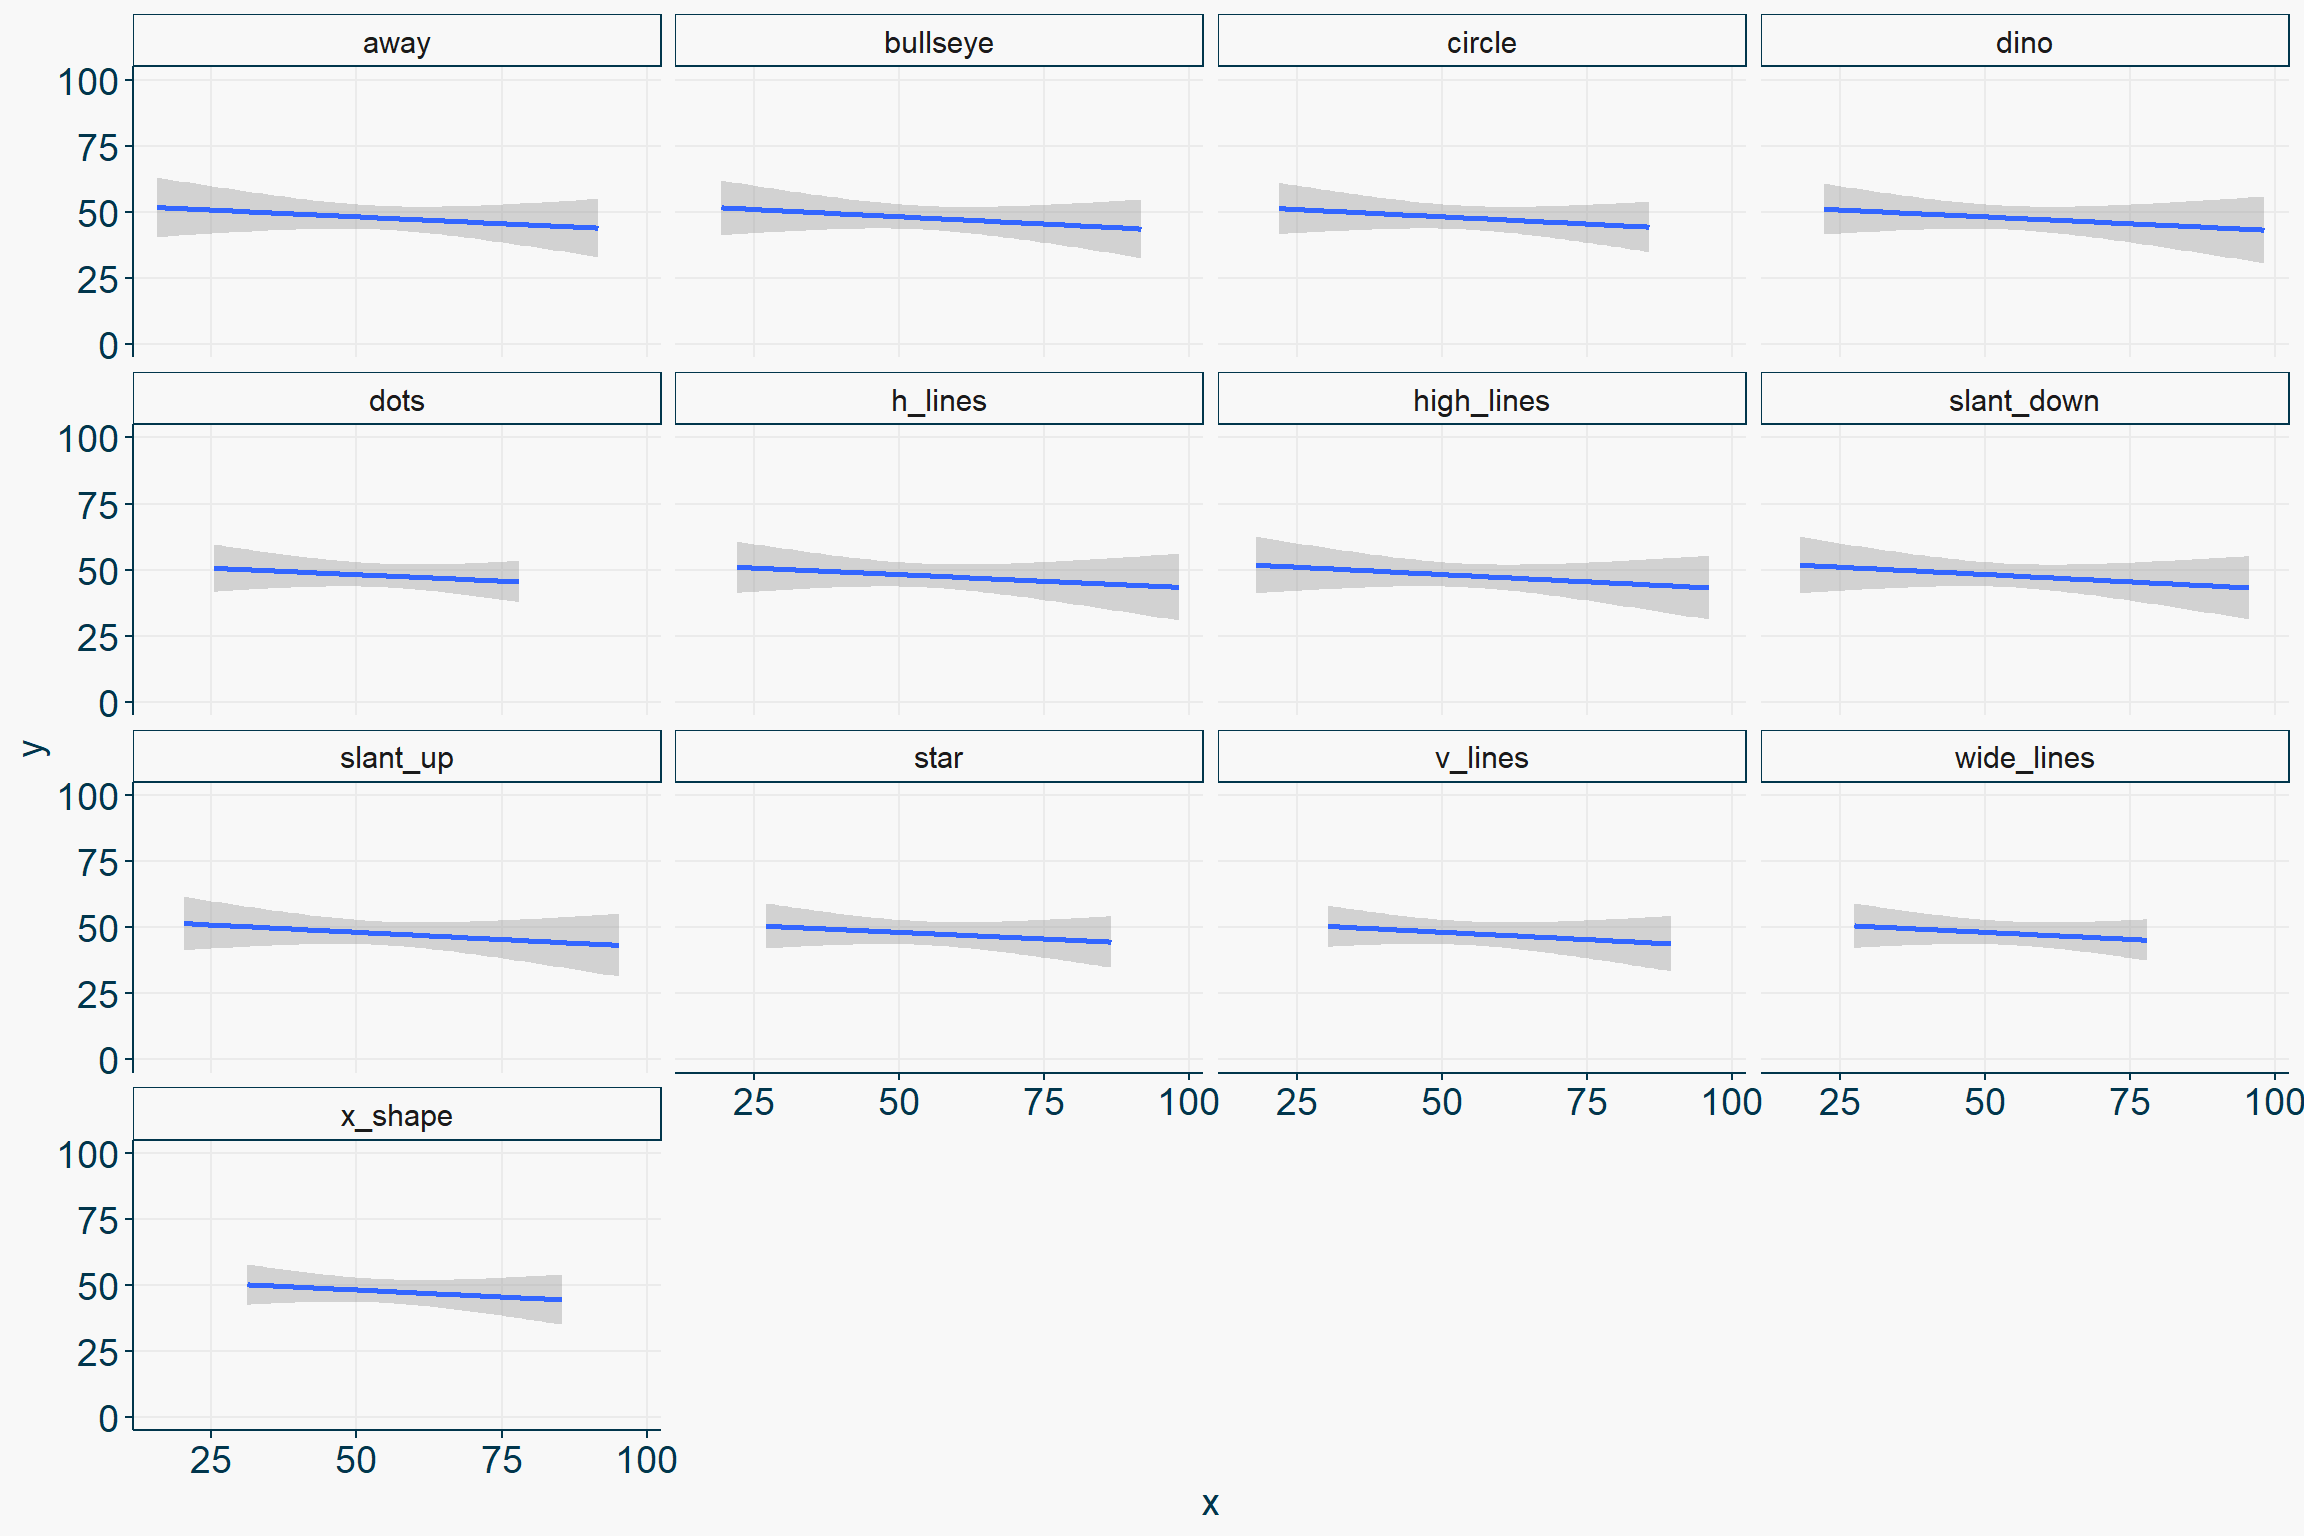 away bullseye circle dino
100
75
50
25
0
dots h_lines high_lines slant_down
100
75
50
25
0
slant_up star v_lines wide_lines
100
75
50
25
0
y
25 50 75 100 25 50 75 100 25 50 75 100
x_shape
100
75
50
25
0
25 50 75 100
x